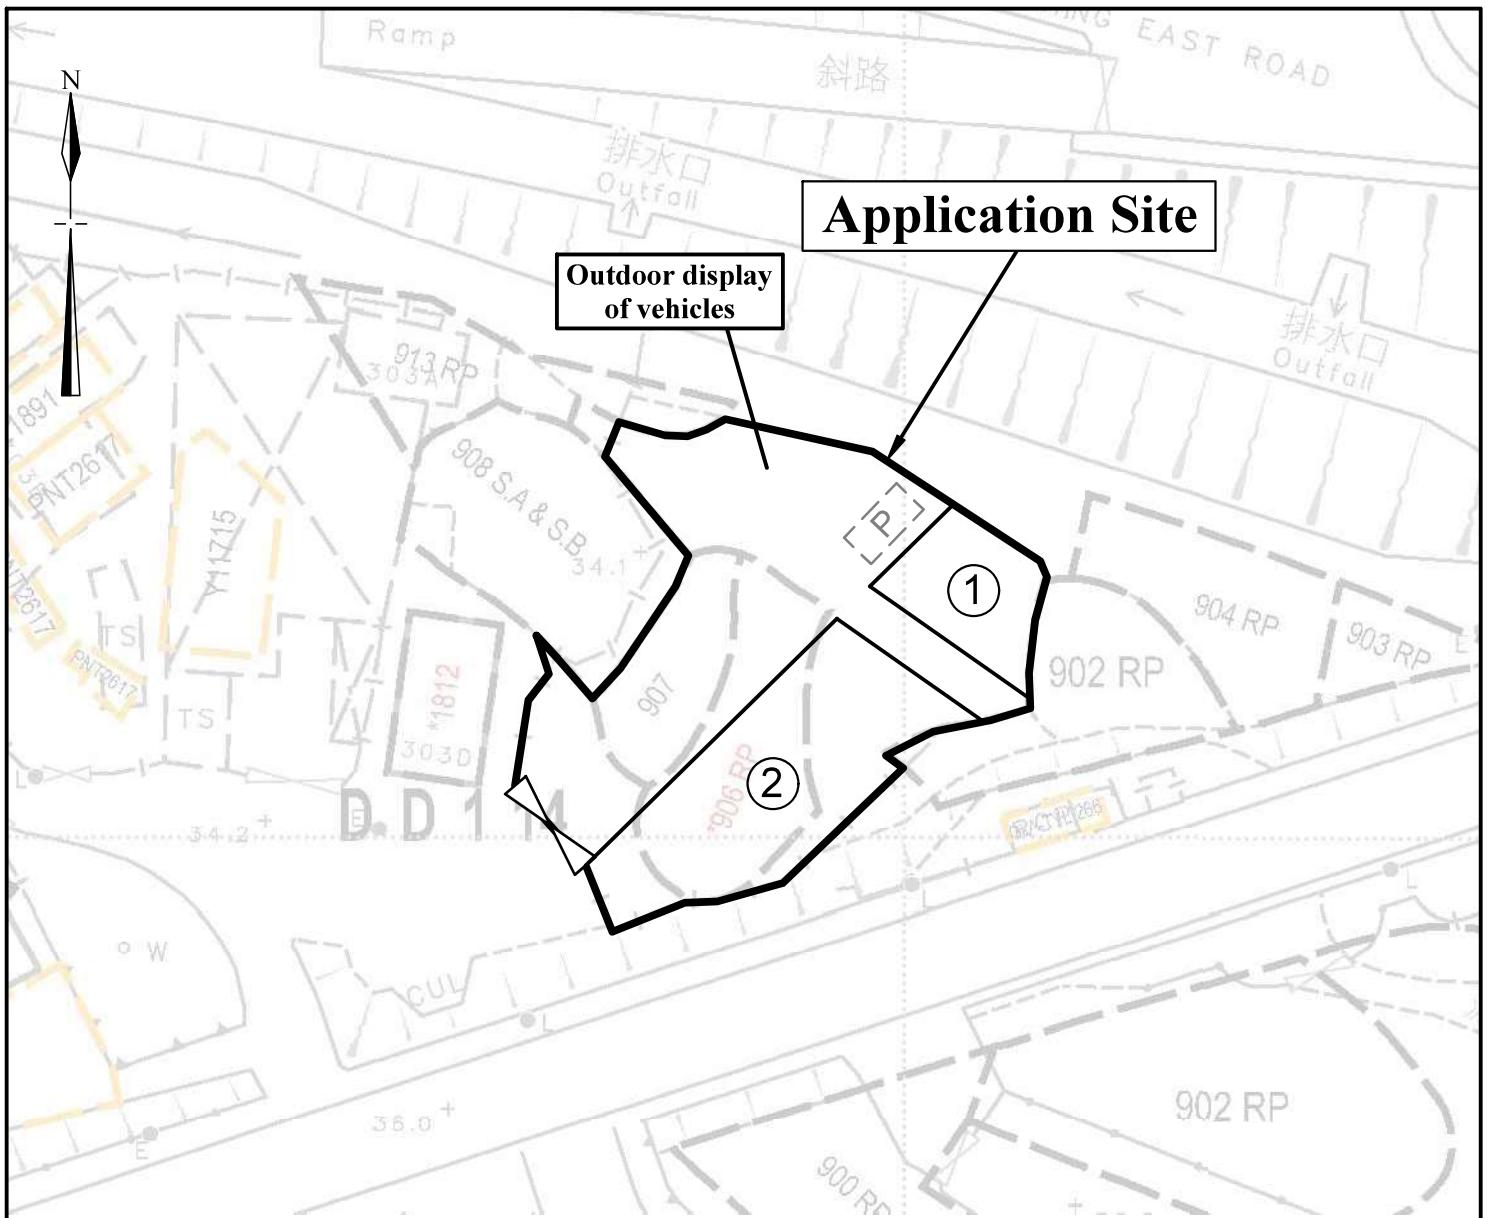 Ramp
斜路
EAST ROAD
N
排水口
Outfall
Application Site
Outdoor display
of vehicles
排水口
Outfall
913 RP
303A
1891
PNT2617
908 S.A & S.B
P
34.1
Y11715
1
904 RP
903 RP
E
TS
PNT2617
902 RP
*1812
907
TS
303D
*906 RP
2
L
DD114
E
34.2
L
L
W
CUL
L
902 RP
36.0
E
900 RP